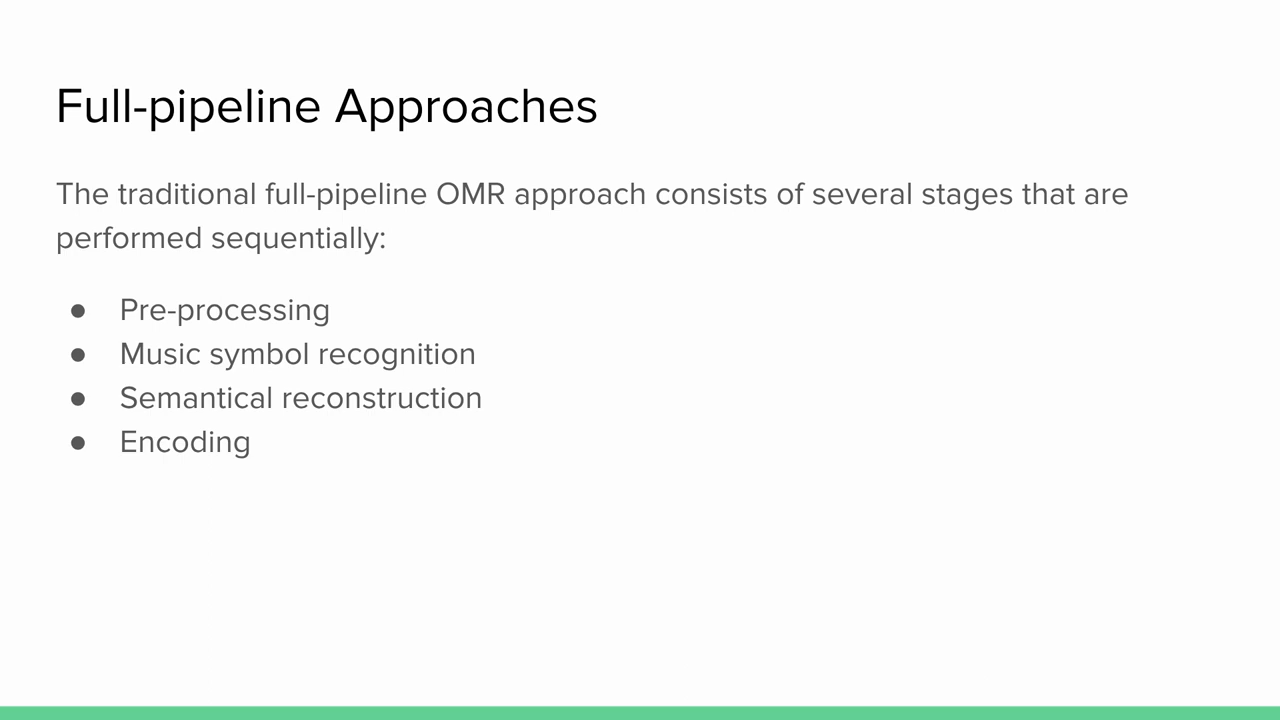 Full-pipeline Approaches
The traditional full-pipeline OMR approach consists of several stages that are
performed sequentially:
● Pre-processing
● Music symbol recognition
● Semantical reconstruction
● Encoding